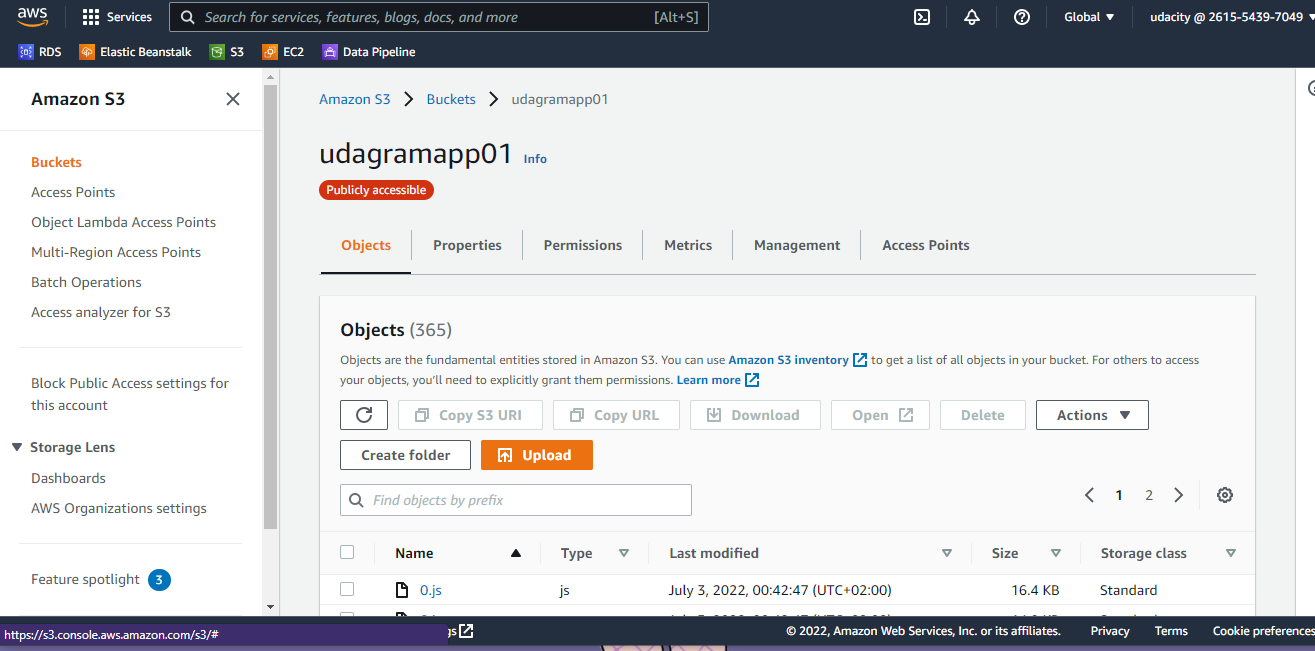 aws Services Search for services, features, blogs, docs, and more [Alt+S] Global ▼ udacity @ 2615-5439-7049
RDS Elastic Beanstalk S3 EC2 Data Pipeline
Amazon S3
Buckets
Access Points
Object Lambda Access Points
Multi-Region Access Points
Batch Operations
Access analyzer for S3
Block Public Access settings for
this account
Storage Lens
Dashboards
AWS Organizations settings
Feature spotlight 3
Amazon S3 > Buckets > udagramapp01
udagramapp01 Info
Publicly accessible
Objects Properties Permissions Metrics Management Access Points
Objects (365)
Objects are the fundamental entities stored in Amazon S3. You can use Amazon S3 inventory to get a list of all objects in your bucket. For others to access
your objects, you'll need to explicitly grant them permissions. Learn more
Copy S3 URI Copy URL Download Open Delete Actions ▼
Create folder Upload
Find objects by prefix
1 2
Name Type Last modified Size Storage class
0.js js July 3, 2022, 00:42:47 (UTC+02:00) 16.4 KB Standard
https://s3.console.aws.amazon.com/s3/# © 2022, Amazon Web Services, Inc. or its affiliates. Privacy Terms Cookie preferences